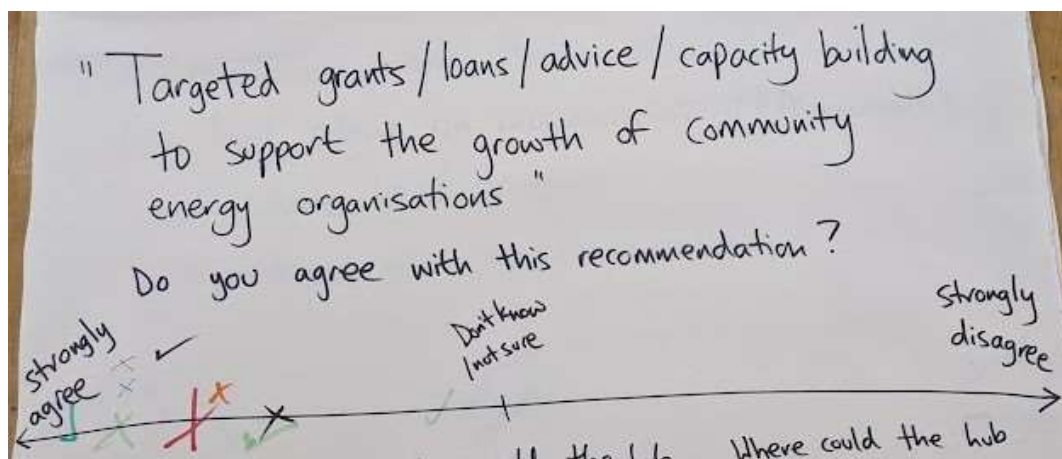 " Targeted grants / loans / advice / capacity building
to support the growth of community
energy organisations "
Do you agree with this recommendation ?
strongly
agree
Don't know
/ not sure
strongly
disagree
Where could the hub